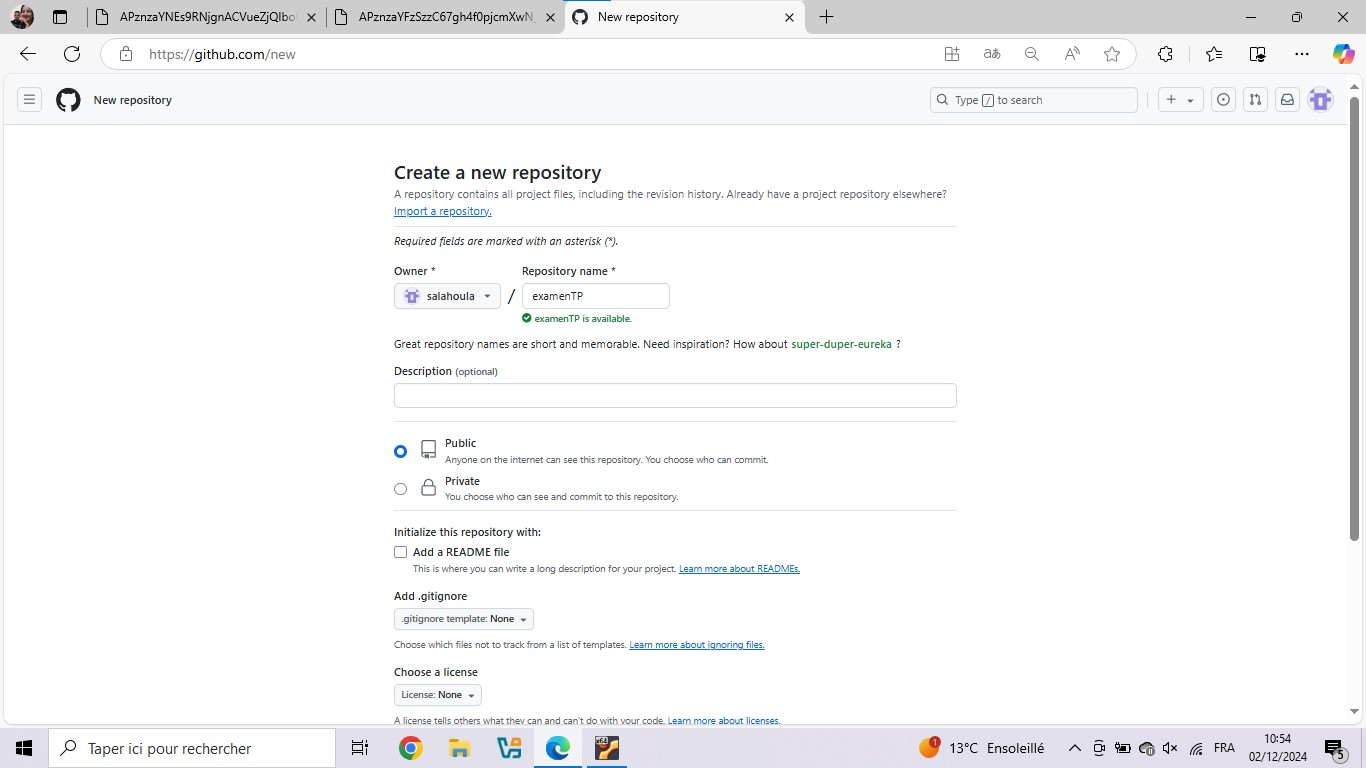 APznzaYNEs9RNjgnACVueZjQIbo
APznzaYFzSzzC67gh4f0pjcmXwN_
New repository
https://github.com/new
New repository
Type / to search
Create a new repository
A repository contains all project files, including the revision history. Already have a project repository elsewhere?
Import a repository.
Required fields are marked with an asterisk (*).
Owner * Repository name *
salahoula / examenTP
examenTP is available.
Great repository names are short and memorable. Need inspiration? How about super-duper-eureka ?
Description (optional)
Public
Anyone on the internet can see this repository. You choose who can commit.
Private
You choose who can see and commit to this repository.
Initialize this repository with:
Add a README file
This is where you can write a long description for your project. Learn more about READMEs.
Add .gitignore
.gitignore template: None
Choose which files not to track from a list of templates. Learn more about ignoring files.
Choose a license
License: None
A license tells others what they can and can't do with your code. Learn more about licenses.
Taper ici pour rechercher
x64
1
13°C Ensoleillé
FRA
10:54
02/12/2024
5